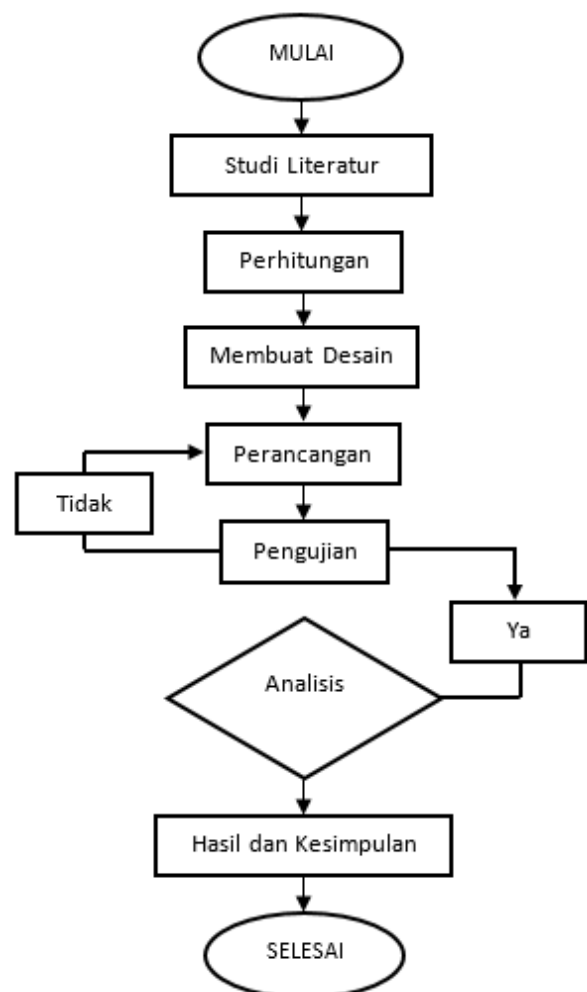 MULAI
Studi Literatur
Perhitungan
Membuat Desain
Perancangan
Tidak
Pengujian
Ya
Analisis
Hasil dan Kesimpulan
SELESAI